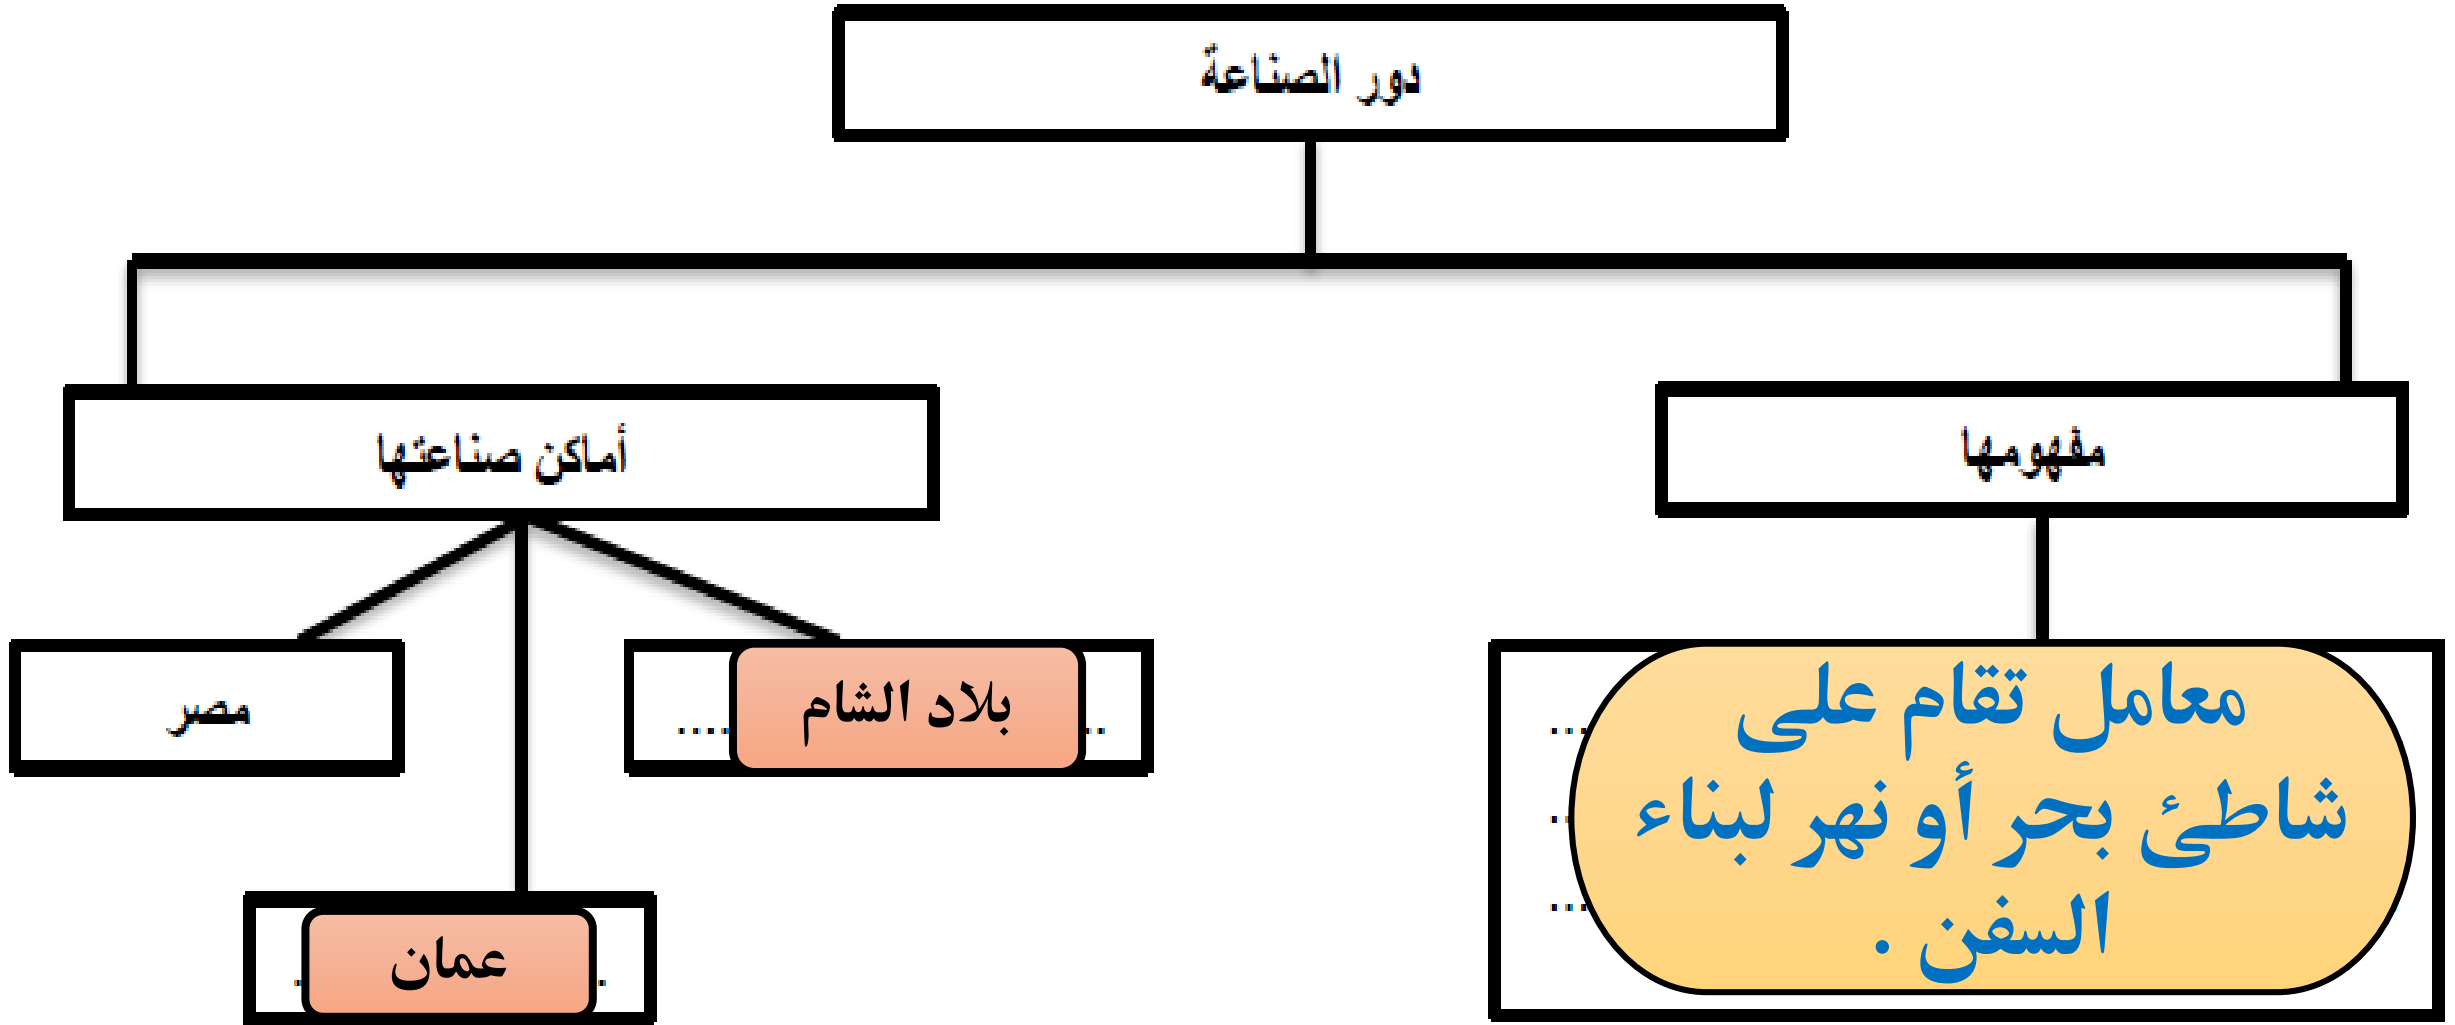 دور الصناعة
مفهومها
أماكن صناعتها
معامل تقام على
شاطئ بحر أو نهر لبناء
السفن .
بلاد الشام
مصر
عمان